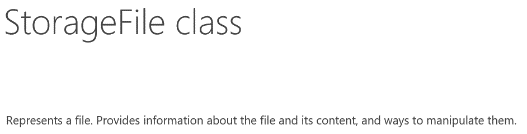 StorageFile class
Represents a file. Provides information about the file and its content, and ways to manipulate them.